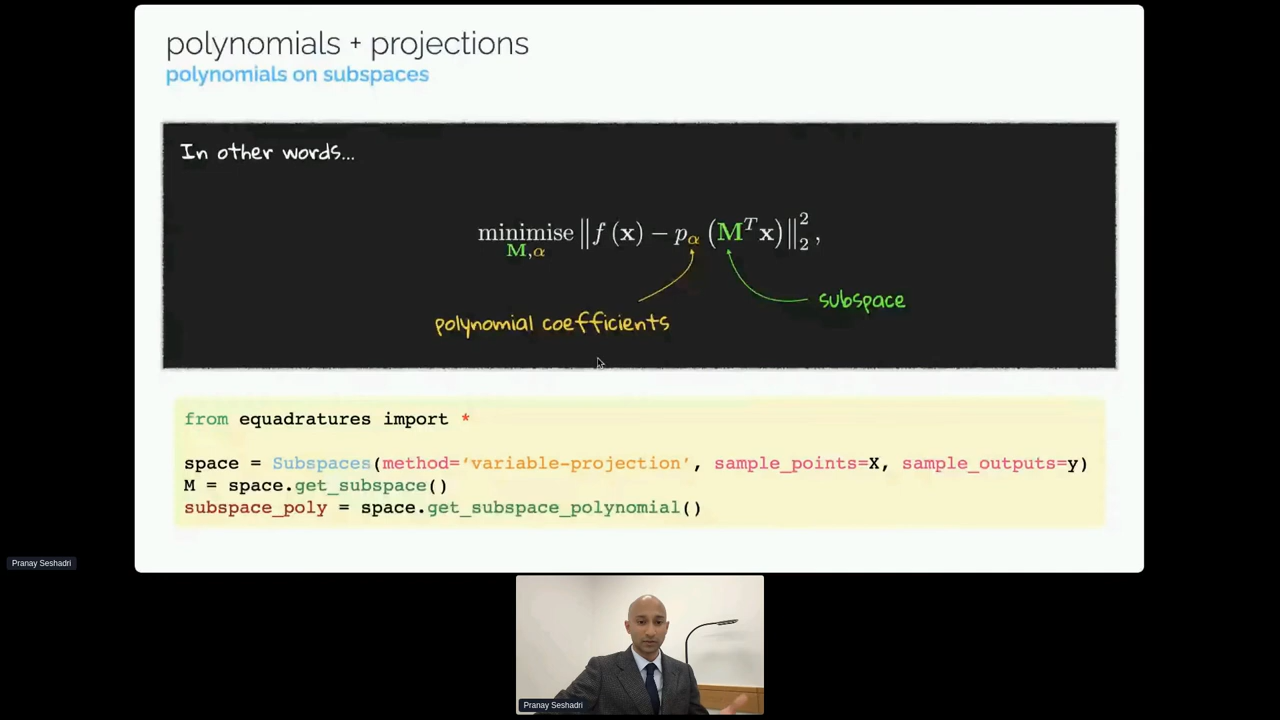 polynomials + projections
polynomials on subspaces
In other words...
minimise ‖f (x) − pα (Mᵀx)‖²₂ ,
M,α
subspace
polynomial coefficients
from equadratures import *
space = Subspaces(method=‘variable-projection’, sample_points=X, sample_outputs=y)
M = space.get_subspace()
subspace_poly = space.get_subspace_polynomial()
Pranay Seshadri
Pranay Seshadri